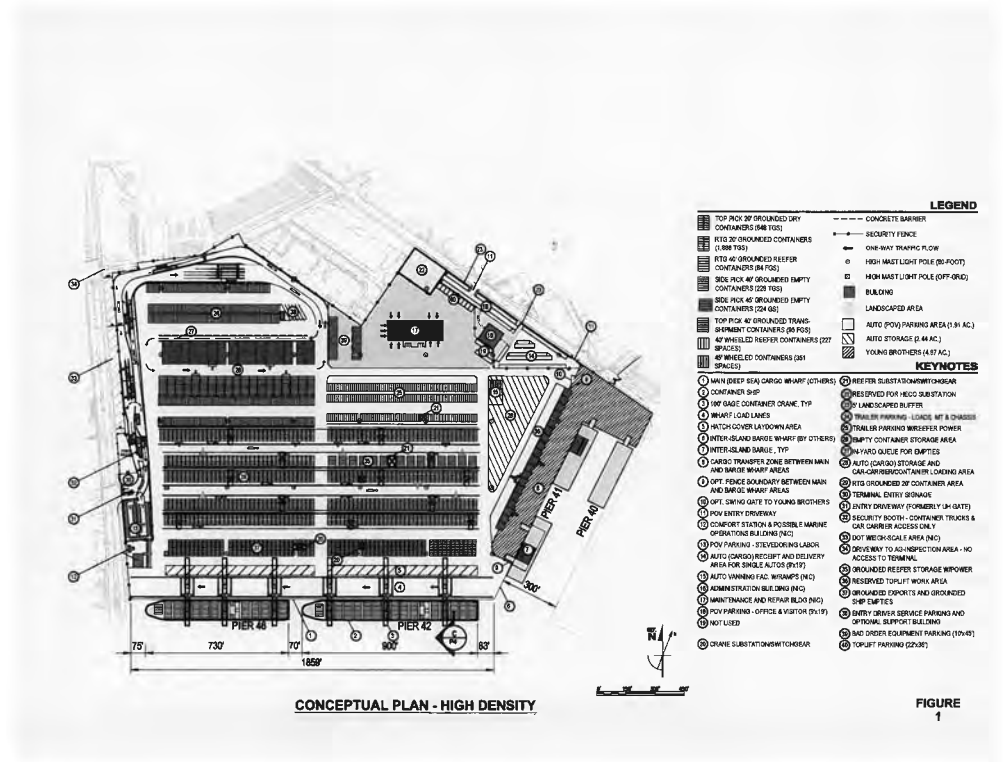 LEGEND
TOP PICK 20' GROUNDED DRY
CONTAINERS (648 TGS)
RTG 20' GROUNDED CONTAINERS
RTG 40' GROUNDED REEFER
CONTAINERS (84 FGS)
SIDE PICK 40' GROUNDED EMPTY
CONTAINERS (228 TGS)
SIDE PICK 45' GROUNDED EMPTY
CONTAINERS (224 GS)
TOP PICK 40' GROUNDED TRANS-
SHIPMENT CONTAINERS (96 FGS)
40' WHEELED REEFER CONTAINERS (227
SPACES)
45' WHEELED CONTAINERS (351
SPACES)
CONCRETE BARRIER
SECURITY FENCE
ONE-WAY TRAFFIC FLOW
HIGH MAST LIGHT POLE (80-FOOT)
HIGH MAST LIGHT POLE (OFF-GRID)
BUILDING
LANDSCAPED AREA
AUTO (POV) PARKING AREA (1.91 AC.)
AUTO STORAGE (2.44 AC.)
YOUNG BROTHERS (4.97 AC.)
KEYNOTES
1 MAIN (DEEP SEA) CARGO WHARF (OTHERS)
2 CONTAINER SHIP
3 100' GAGE CONTAINER CRANE, TYP
4 WHARF LOAD LANES
5 HATCH COVER LAYDOWN AREA
6 INTER-ISLAND BARGE WHARF (BY OTHERS)
7 INTER-ISLAND BARGE, TYP
8 CARGO TRANSFER ZONE BETWEEN MAIN
AND BARGE WHARF AREAS
9 OPT. FENCE BOUNDARY BETWEEN MAIN
AND BARGE WHARF AREAS
10 OPT. SWING GATE TO YOUNG BROTHERS
11 POV ENTRY DRIVEWAY
12 COMFORT STATION & POSSIBLE MARINE
OPERATIONS BUILDING (NIC)
13 POV PARKING - STEVEDORING LABOR
14 AUTO (CARGO) RECEIPT AND DELIVERY
AREA FOR SINGLE AUTOS (9'x19')
15 AUTO VANNING FAC. W/RAMPS (NIC)
16 ADMINISTRATION BUILDING (NIC)
17 MAINTENANCE AND REPAIR BLDG (NIC)
18 POV PARKING - OFFICE & VISITOR (9'x19')
19 NOT USED
20 CRANE SUBSTATION/SWITCHGEAR
21 REEFER SUBSTATION/SWITCHGEAR
22 RESERVED FOR HECO SUBSTATION
23 5' LANDSCAPED BUFFER
24 TRAILER PARKING - LOADS, MT & CHASSIS
25 TRAILER PARKING W/REEFER POWER
26 EMPTY CONTAINER STORAGE AREA
27 IN-YARD QUEUE FOR EMPTIES
28 AUTO (CARGO) STORAGE AND
CAR-CARRIER/CONTAINER LOADING AREA
29 RTG GROUNDED 20' CONTAINER AREA
30 TERMINAL ENTRY SIGNAGE
31 ENTRY DRIVEWAY (FORMERLY UH GATE)
32 SECURITY BOOTH - CONTAINER TRUCKS &
CAR CARRIER ACCESS ONLY
33 DOT WEIGH-SCALE AREA (NIC)
34 DRIVEWAY TO AG-INSPECTION AREA - NO
ACCESS TO TERMINAL
35 GROUNDED REEFER STORAGE W/POWER
36 RESERVED TOPLIFT WORK AREA
37 GROUNDED EXPORTS AND GROUNDED
SHIP EMPTIES
38 ENTRY DRIVER SERVICE PARKING AND
OPTIONAL SUPPORT BUILDING
39 BAD ORDER EQUIPMENT PARKING (10'x45')
40 TOPLIFT PARKING (22'x36')
PIER 41
PIER 40
300'
PIER 46
PIER 42
75'
730'
70'
900'
83'
1859'
N
CONCEPTUAL PLAN - HIGH DENSITY
FIGURE
1